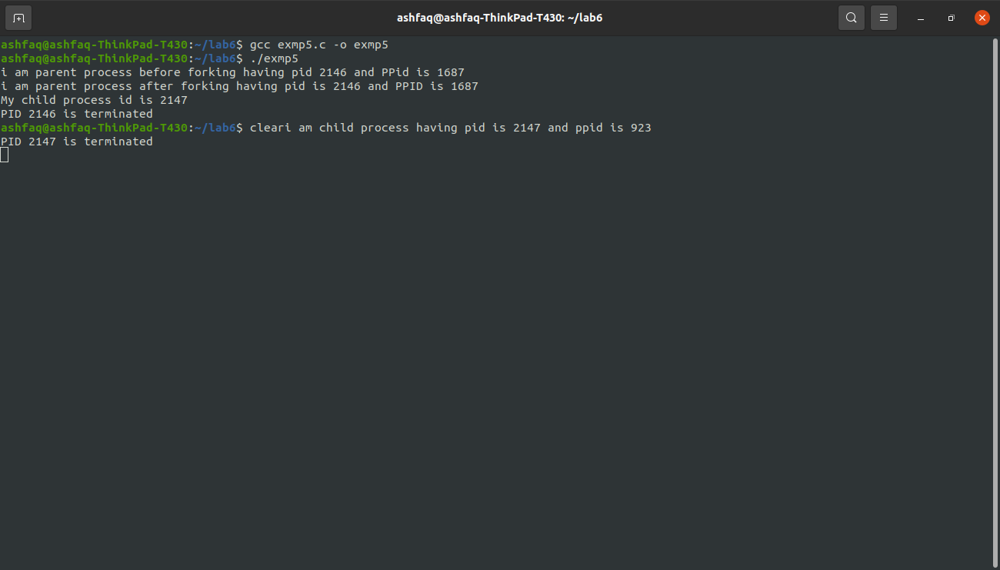 ashfaq@ashfaq-ThinkPad-T430: ~/lab6
ashfaq@ashfaq-ThinkPad-T430:~/lab6$ gcc exmp5.c -o exmp5
ashfaq@ashfaq-ThinkPad-T430:~/lab6$ ./exmp5
i am parent process before forking having pid 2146 and PPid is 1687
i am parent process after forking having pid is 2146 and PPID is 1687
My child process id is 2147
PID 2146 is terminated
ashfaq@ashfaq-ThinkPad-T430:~/lab6$ cleari am child process having pid is 2147 and ppid is 923
PID 2147 is terminated